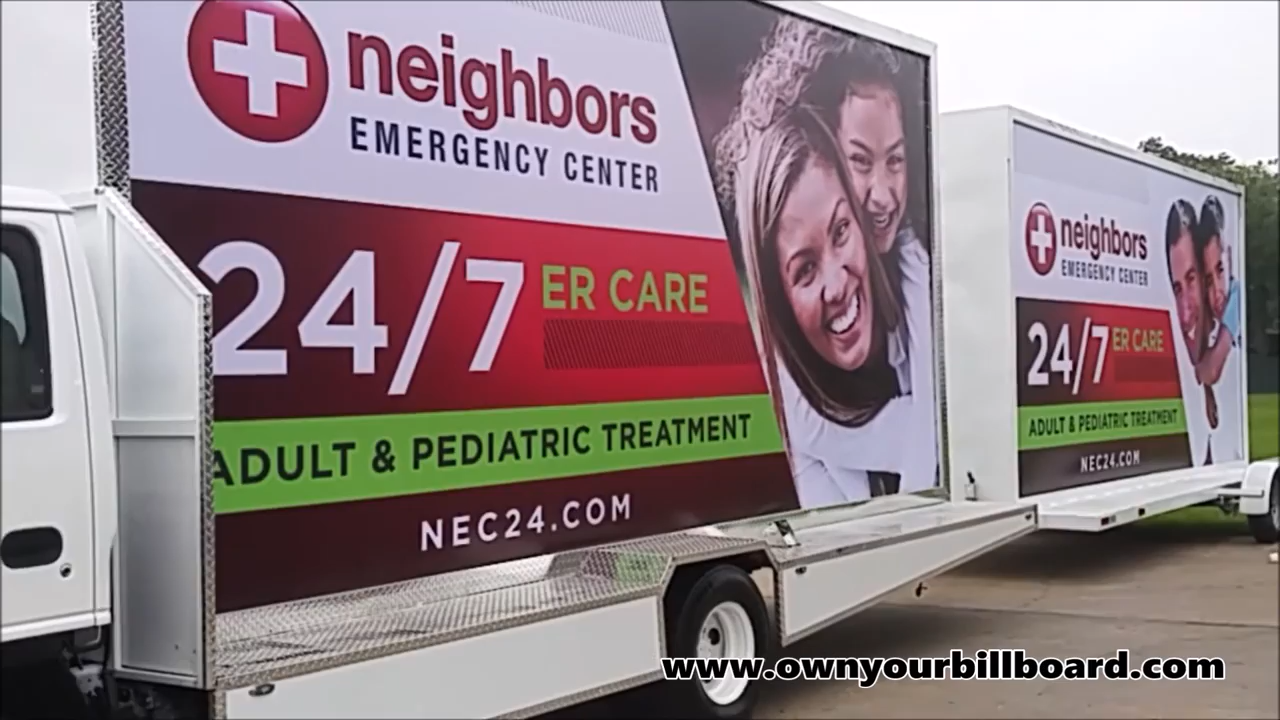 neighbors
EMERGENCY CENTER
24/7 ER CARE
ADULT & PEDIATRIC TREATMENT
NEC24.COM
neighbors
EMERGENCY CENTER
24/7 ER CARE
ADULT & PEDIATRIC TREATMENT
NEC24.COM
www.ownyourbillboard.com